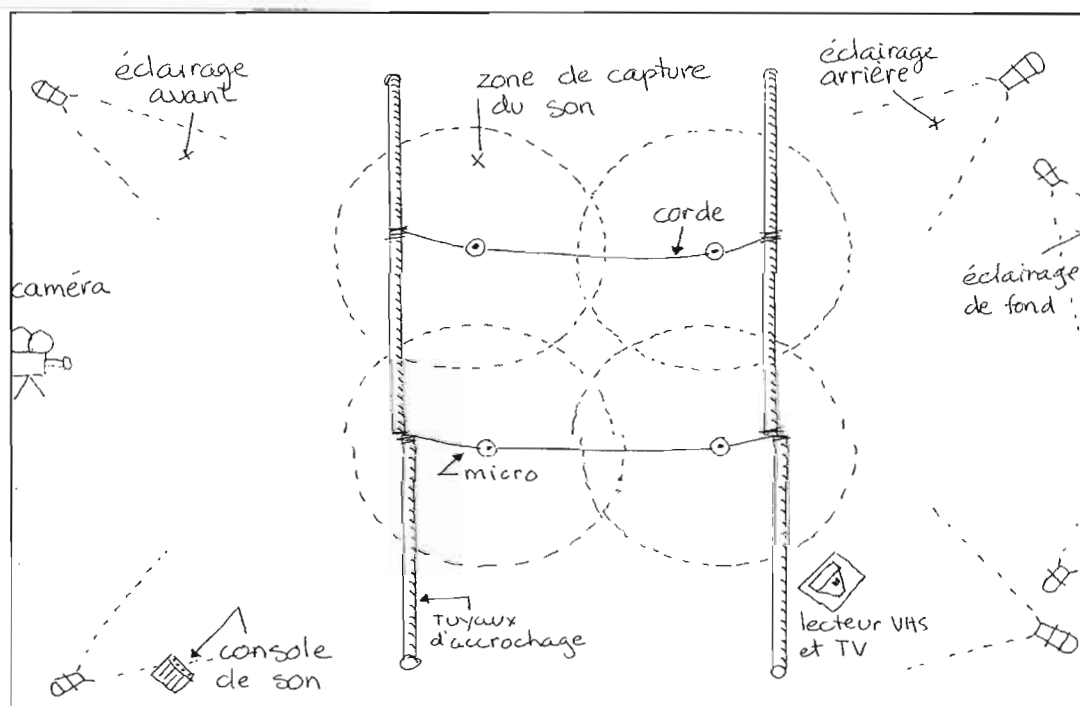 éclairage
avant
zone de capture
du son
éclairage
arrière
corde
caméra
éclairage
de fond
micro
Tuyaux
d'accrochage
lecteur VHS
et TV
console
de son